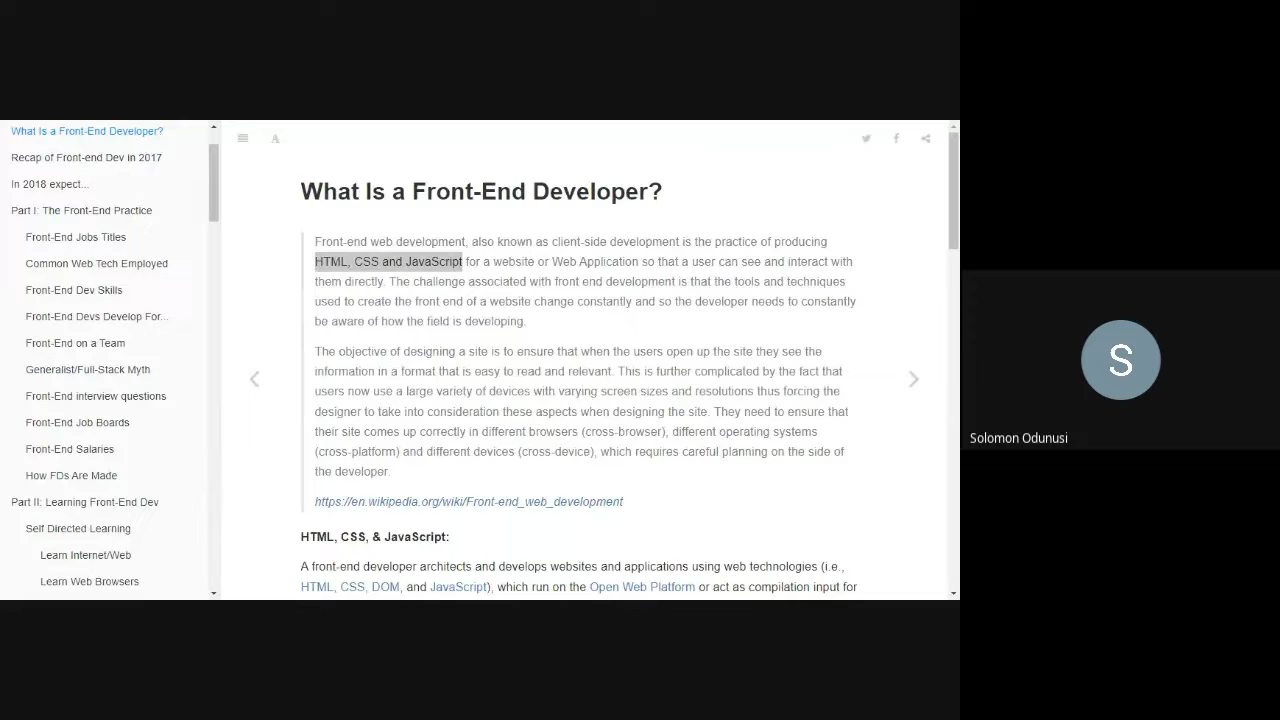 What Is a Front-End Developer?
Recap of Front-end Dev in 2017
In 2018 expect...
Part I: The Front-End Practice
Front-End Jobs Titles
Common Web Tech Employed
Front-End Dev Skills
Front-End Devs Develop For...
Front-End on a Team
Generalist/Full-Stack Myth
Front-End interview questions
Front-End Job Boards
Front-End Salaries
How FDs Are Made
Part II: Learning Front-End Dev
Self Directed Learning
Learn Internet/Web
Learn Web Browsers
A
What Is a Front-End Developer?
Front-end web development, also known as client-side development is the practice of producing
HTML, CSS and JavaScript for a website or Web Application so that a user can see and interact with
them directly. The challenge associated with front end development is that the tools and techniques
used to create the front end of a website change constantly and so the developer needs to constantly
be aware of how the field is developing.
The objective of designing a site is to ensure that when the users open up the site they see the
information in a format that is easy to read and relevant. This is further complicated by the fact that
users now use a large variety of devices with varying screen sizes and resolutions thus forcing the
designer to take into consideration these aspects when designing the site. They need to ensure that
their site comes up correctly in different browsers (cross-browser), different operating systems
(cross-platform) and different devices (cross-device), which requires careful planning on the side of
the developer.
https://en.wikipedia.org/wiki/Front-end_web_development
HTML, CSS, & JavaScript:
A front-end developer architects and develops websites and applications using web technologies (i.e.,
HTML, CSS, DOM, and JavaScript), which run on the Open Web Platform or act as compilation input for
S
Solomon Odunusi